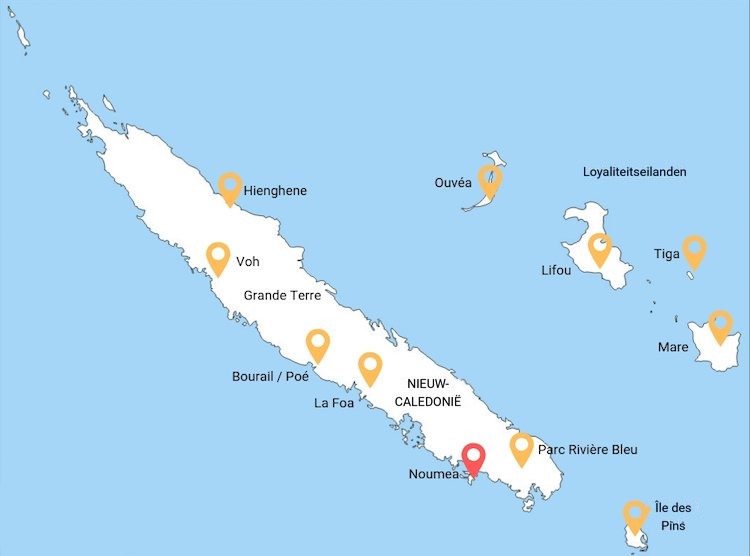 Loyaliteitseilanden
Ouvéa
Hienghene
Tiga
Voh
Lifou
Grande Terre
Mare
Bourail / Poé
NIEUW-
CALEDONIË
La Foa
Parc Rivière Bleu
Noumea
Île des
Pîns